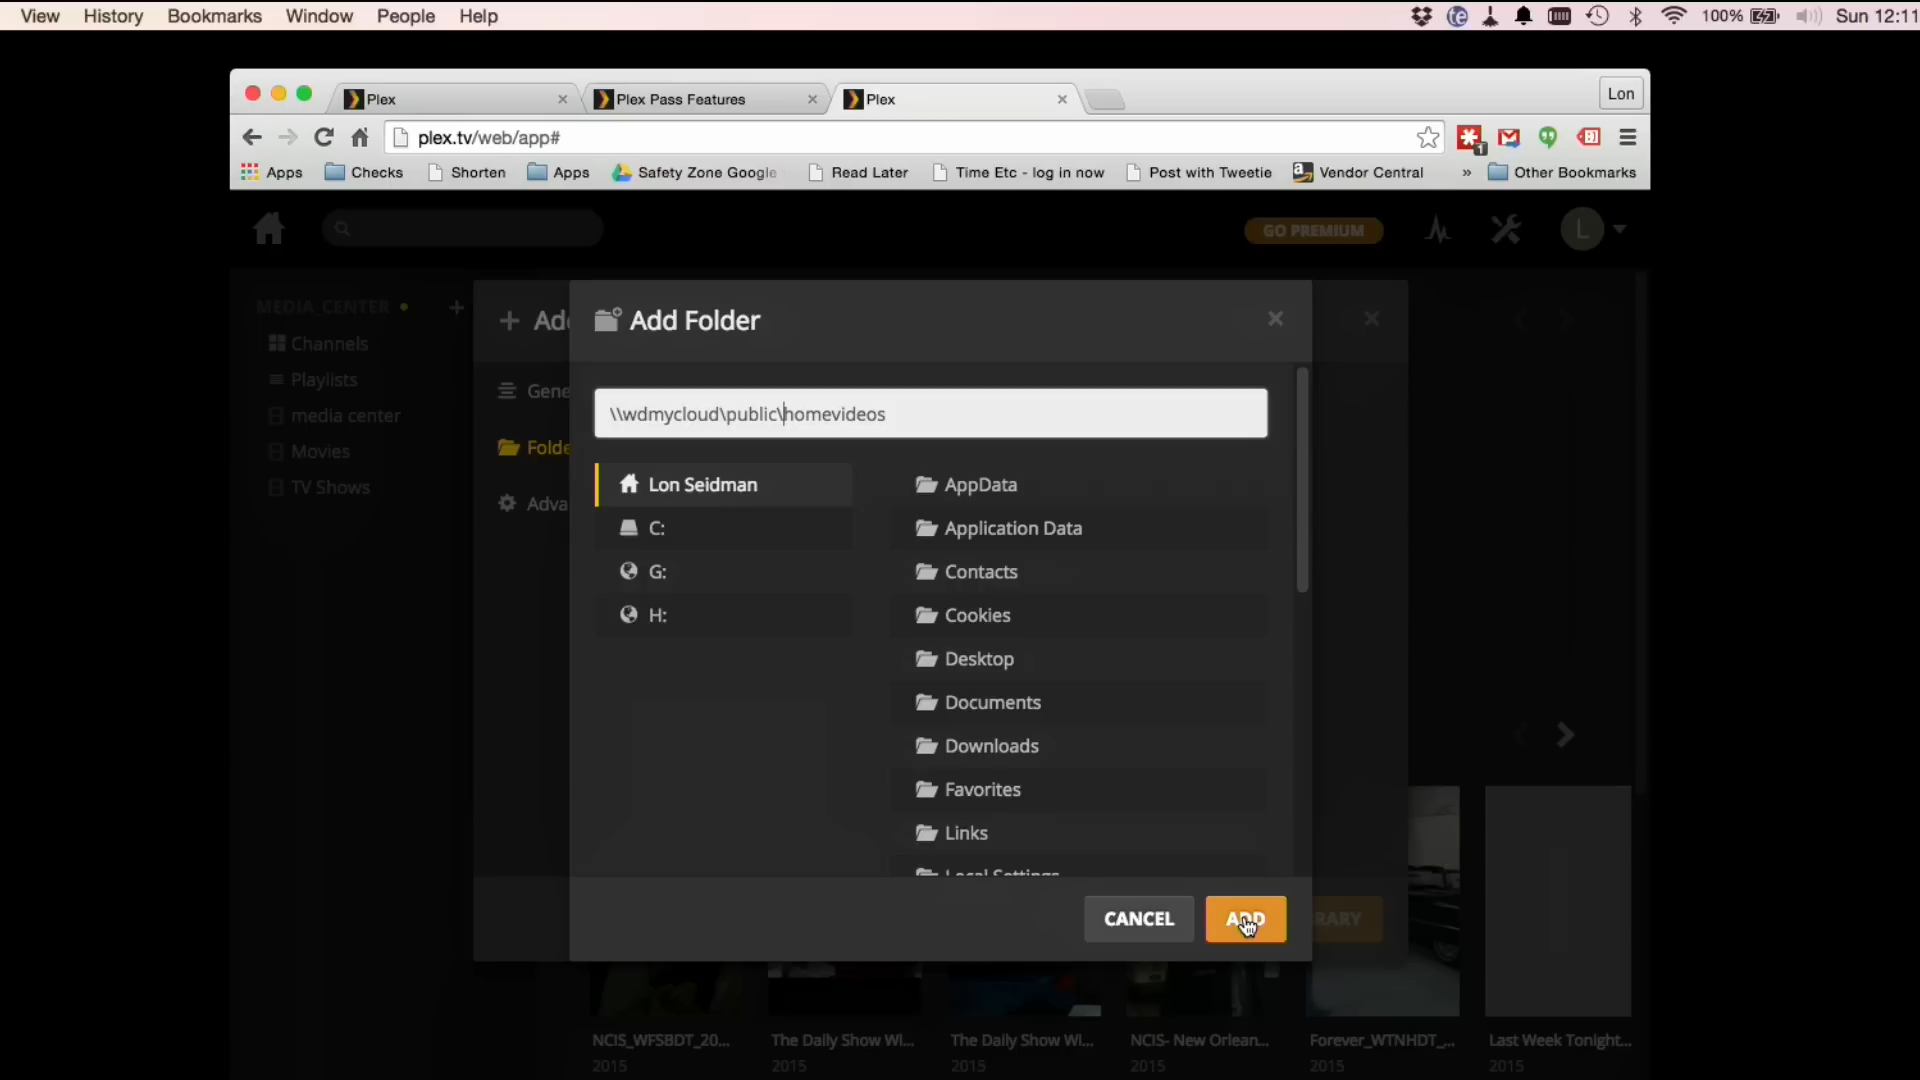 View History Bookmarks Window People Help 100% Sun 12:11
Plex Plex Pass Features Plex Lon
plex.tv/web/app# 1
Apps Checks Shorten Apps Safety Zone Google Read Later Time Etc - log in now Post with Tweetie Vendor Central » Other Bookmarks
GO PREMIUM L
MEDIA_CENTER
Channels
Playlists
media center
Movies
TV Shows
Add Folder
\\wdmycloud\public\homevideos
Lon Seidman
C:
G:
H:
AppData
Application Data
Contacts
Cookies
Desktop
Documents
Downloads
Favorites
Links
Local Settings
CANCEL ADD
NCIS_WFSBDT_20... The Daily Show Wi... The Daily Show Wi... NCIS- New Orlean... Forever_WTNHDT_... Last Week Tonight...
2015 2015 2015 2015 2015 2015